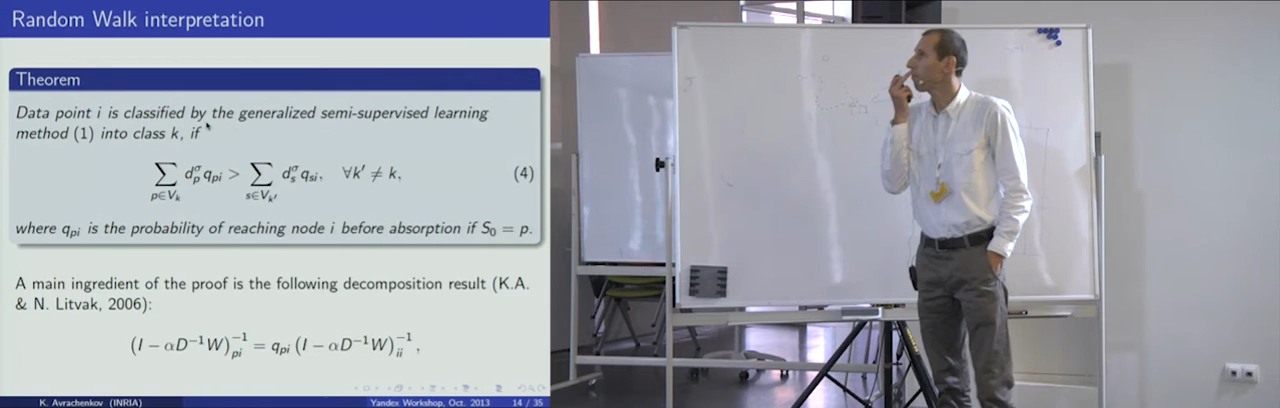 Random Walk interpretation
Theorem
Data point i is classified by the generalized semi-supervised learning
method (1) into class k, if
∑_{p∈V_k} d_p^σ q_{pi} > ∑_{s∈V_{k'}} d_s^σ q_{si}, ∀k' ≠ k, (4)
where q_{pi} is the probability of reaching node i before absorption if S_0 = p.
A main ingredient of the proof is the following decomposition result (K.A.
& N. Litvak, 2006):
(I − αD^{−1}W)_{pi}^{−1} = q_{pi} (I − αD^{−1}W)_{ii}^{−1},
K. Avrachenkov (INRIA) Yandex Workshop, Oct. 2013 14 / 35